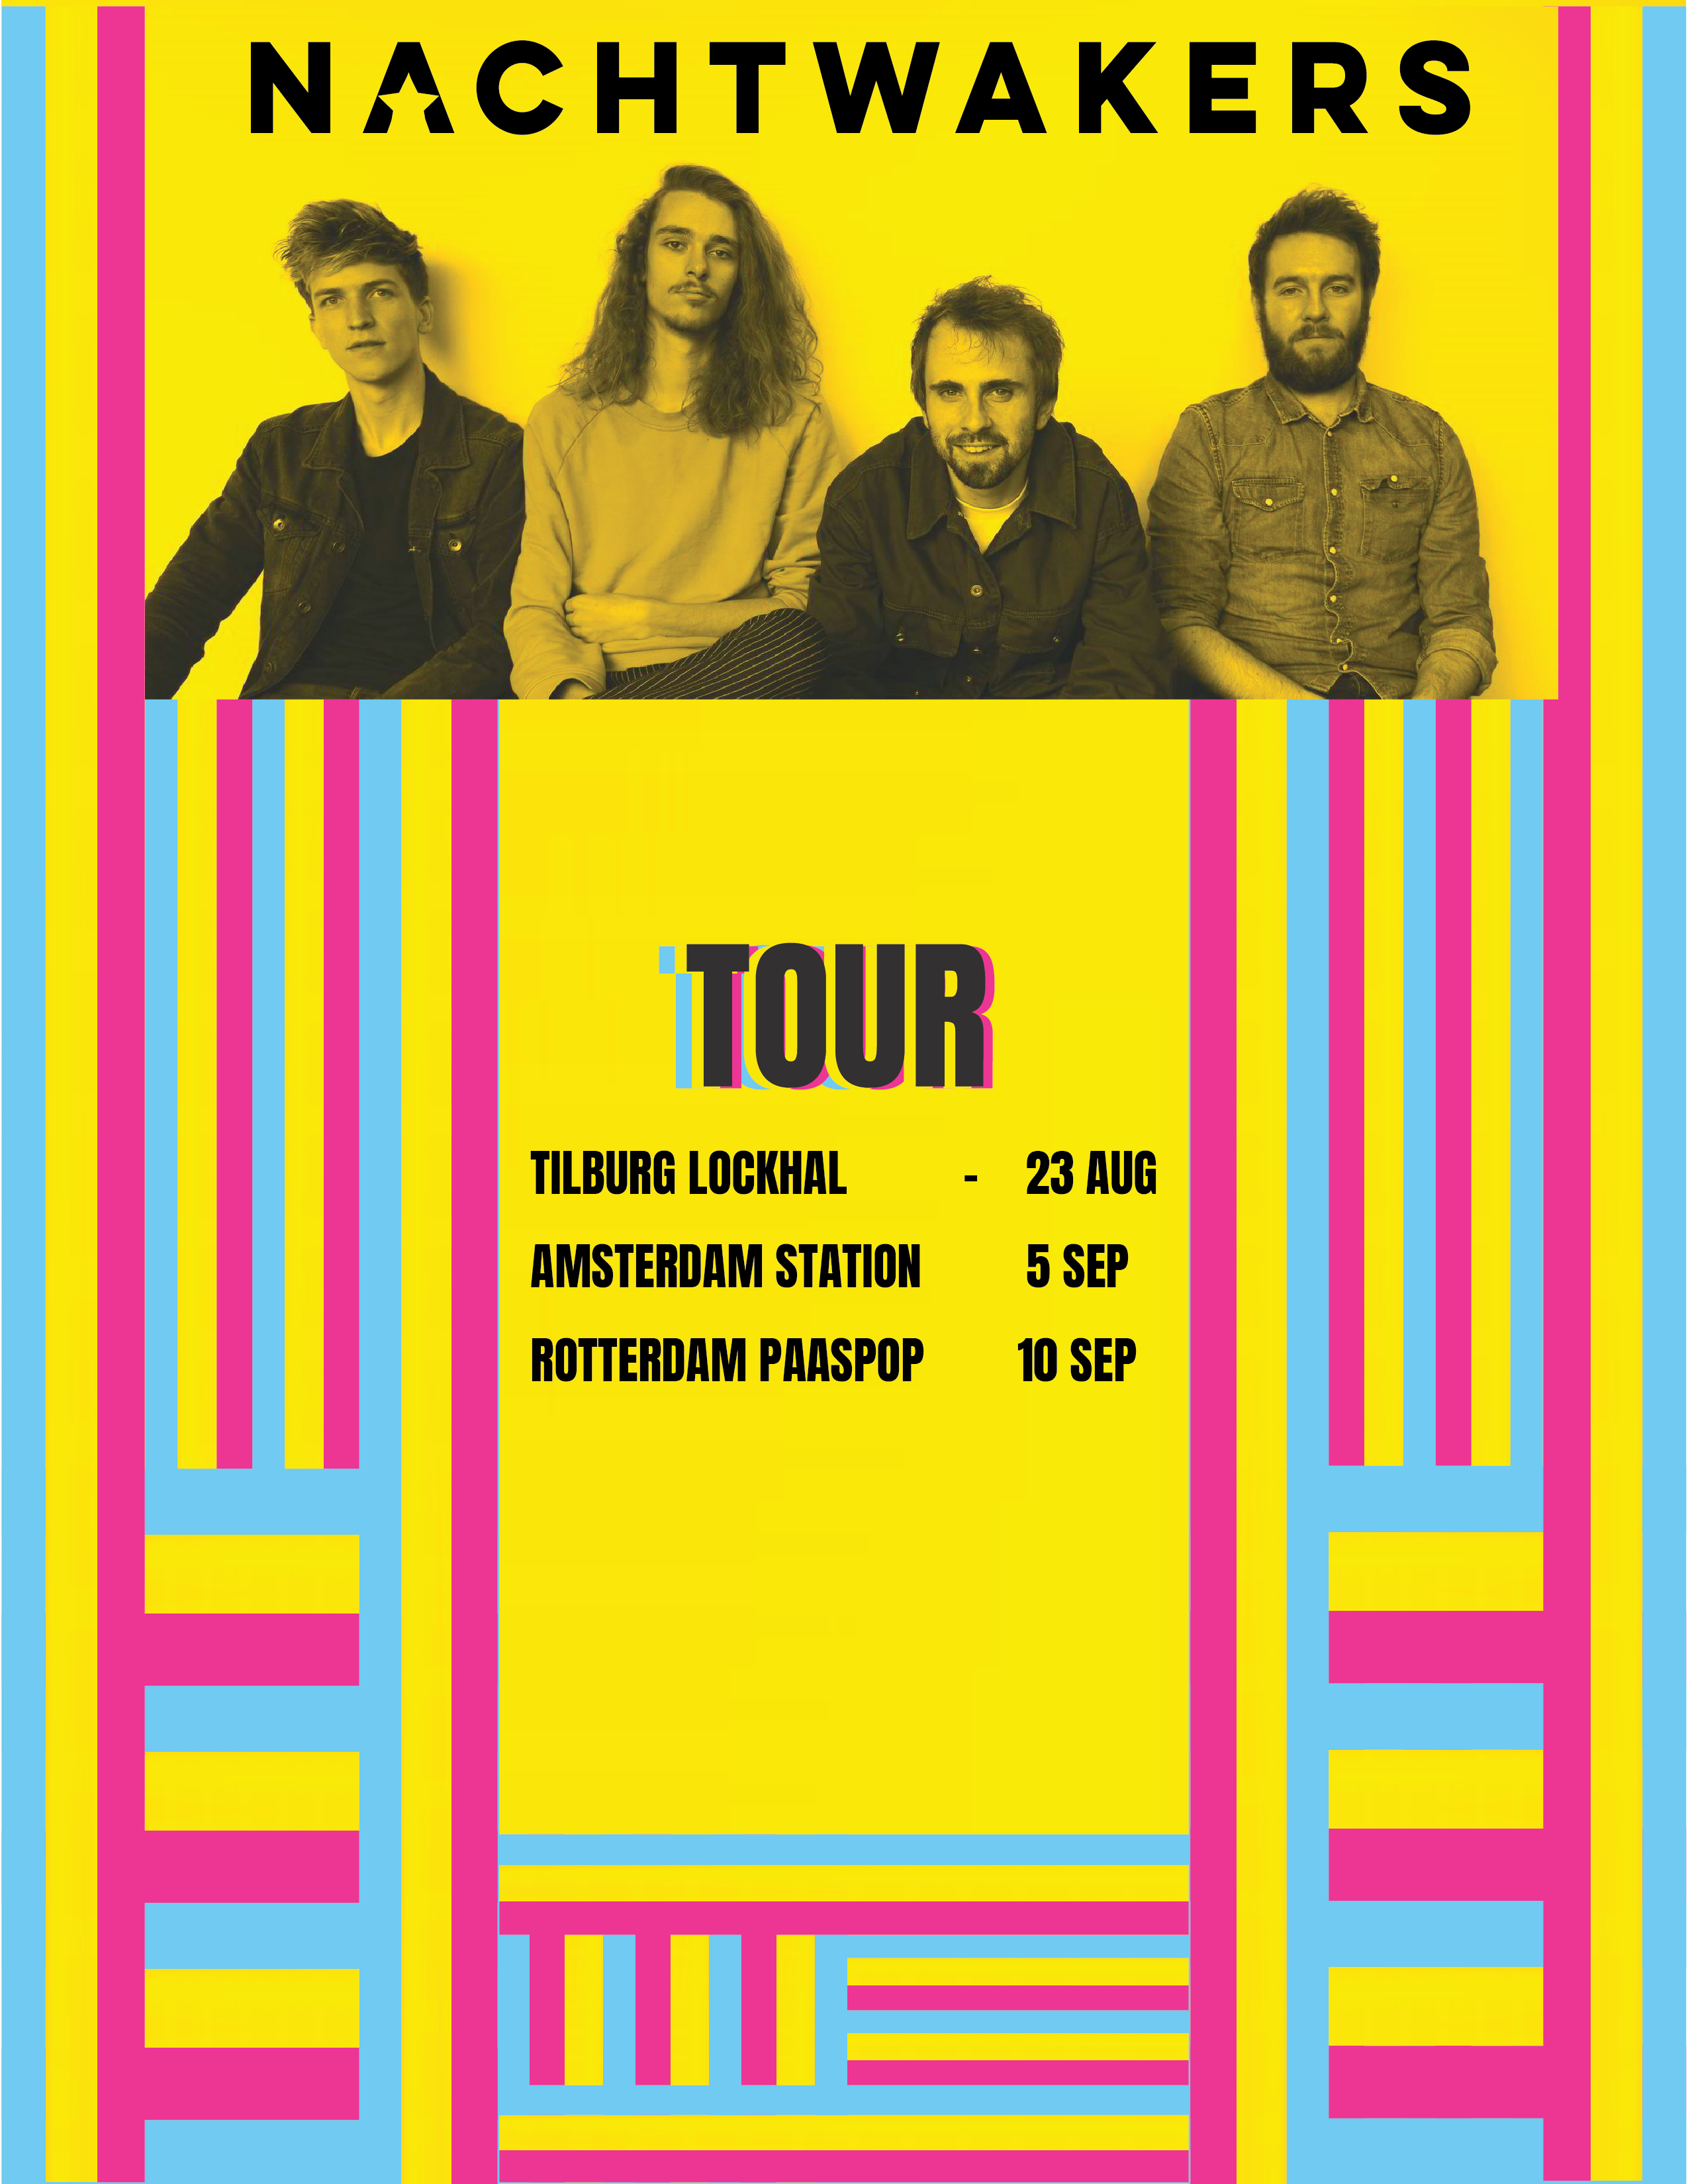 NACHTWAKERS
TOUR
TILBURG LOCKHAL - 23 AUG
AMSTERDAM STATION 5 SEP
ROTTERDAM PAASPOP 10 SEP